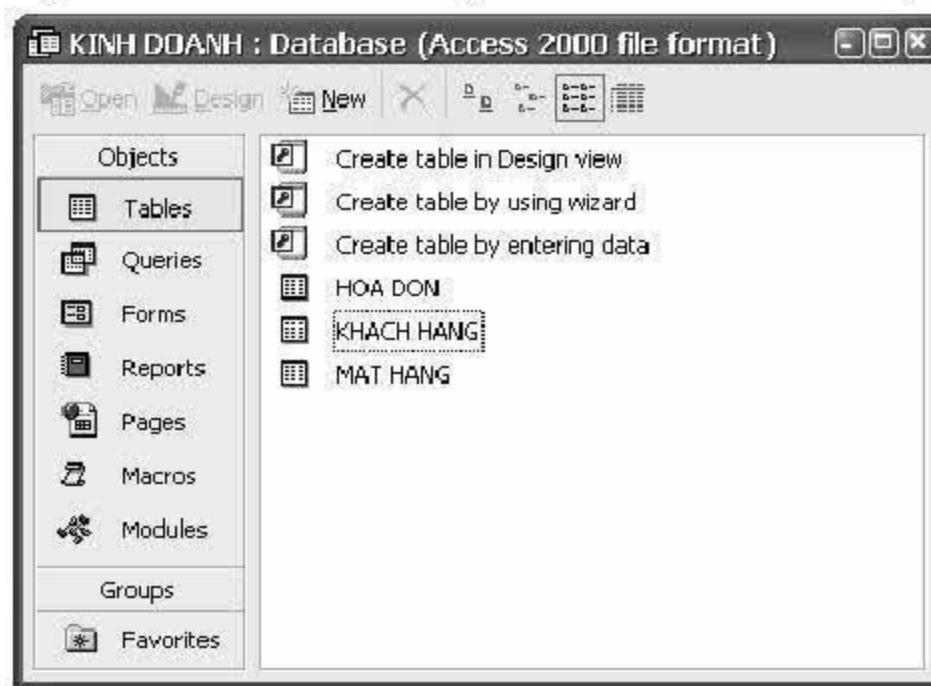 KINH DOANH : Database (Access 2000 file format)
Open Design New
Objects
Tables
Queries
Forms
Reports
Pages
Macros
Modules
Groups
Favorites
Create table in Design view
Create table by using wizard
Create table by entering data
HOA DON
KHACH HANG
MAT HANG